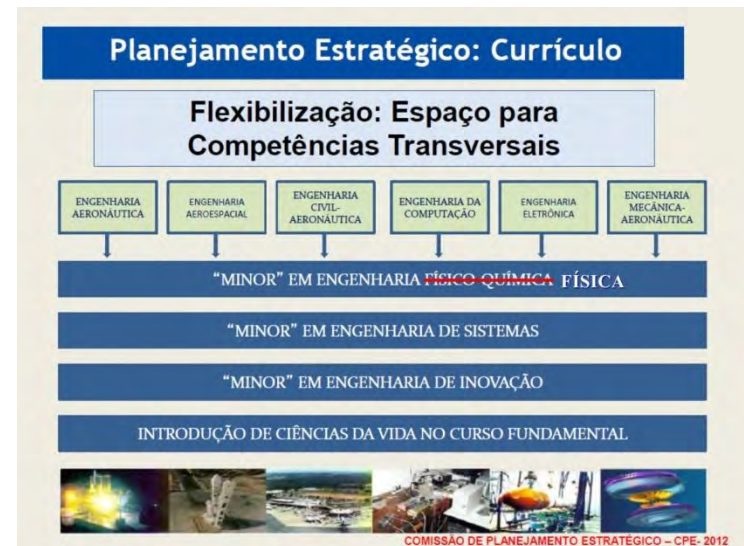 Planejamento Estratégico: Currículo
Flexibilização: Espaço para
Competências Transversais
ENGENHARIA
AERONÁUTICA
ENGENHARIA
AEROESPACIAL
ENGENHARIA
CIVIL-
AERONÁUTICA
ENGENHARIA DA
COMPUTAÇÃO
ENGENHARIA
ELETRÔNICA
ENGENHARIA
MECÂNICA-
AERONÁUTICA
“MINOR” EM ENGENHARIA FÍSICO-QUÍMICA FÍSICA
“MINOR” EM ENGENHARIA DE SISTEMAS
“MINOR” EM ENGENHARIA DE INOVAÇÃO
INTRODUÇÃO DE CIÊNCIAS DA VIDA NO CURSO FUNDAMENTAL
COMISSÃO DE PLANEJAMENTO ESTRATÉGICO – CPE- 2012